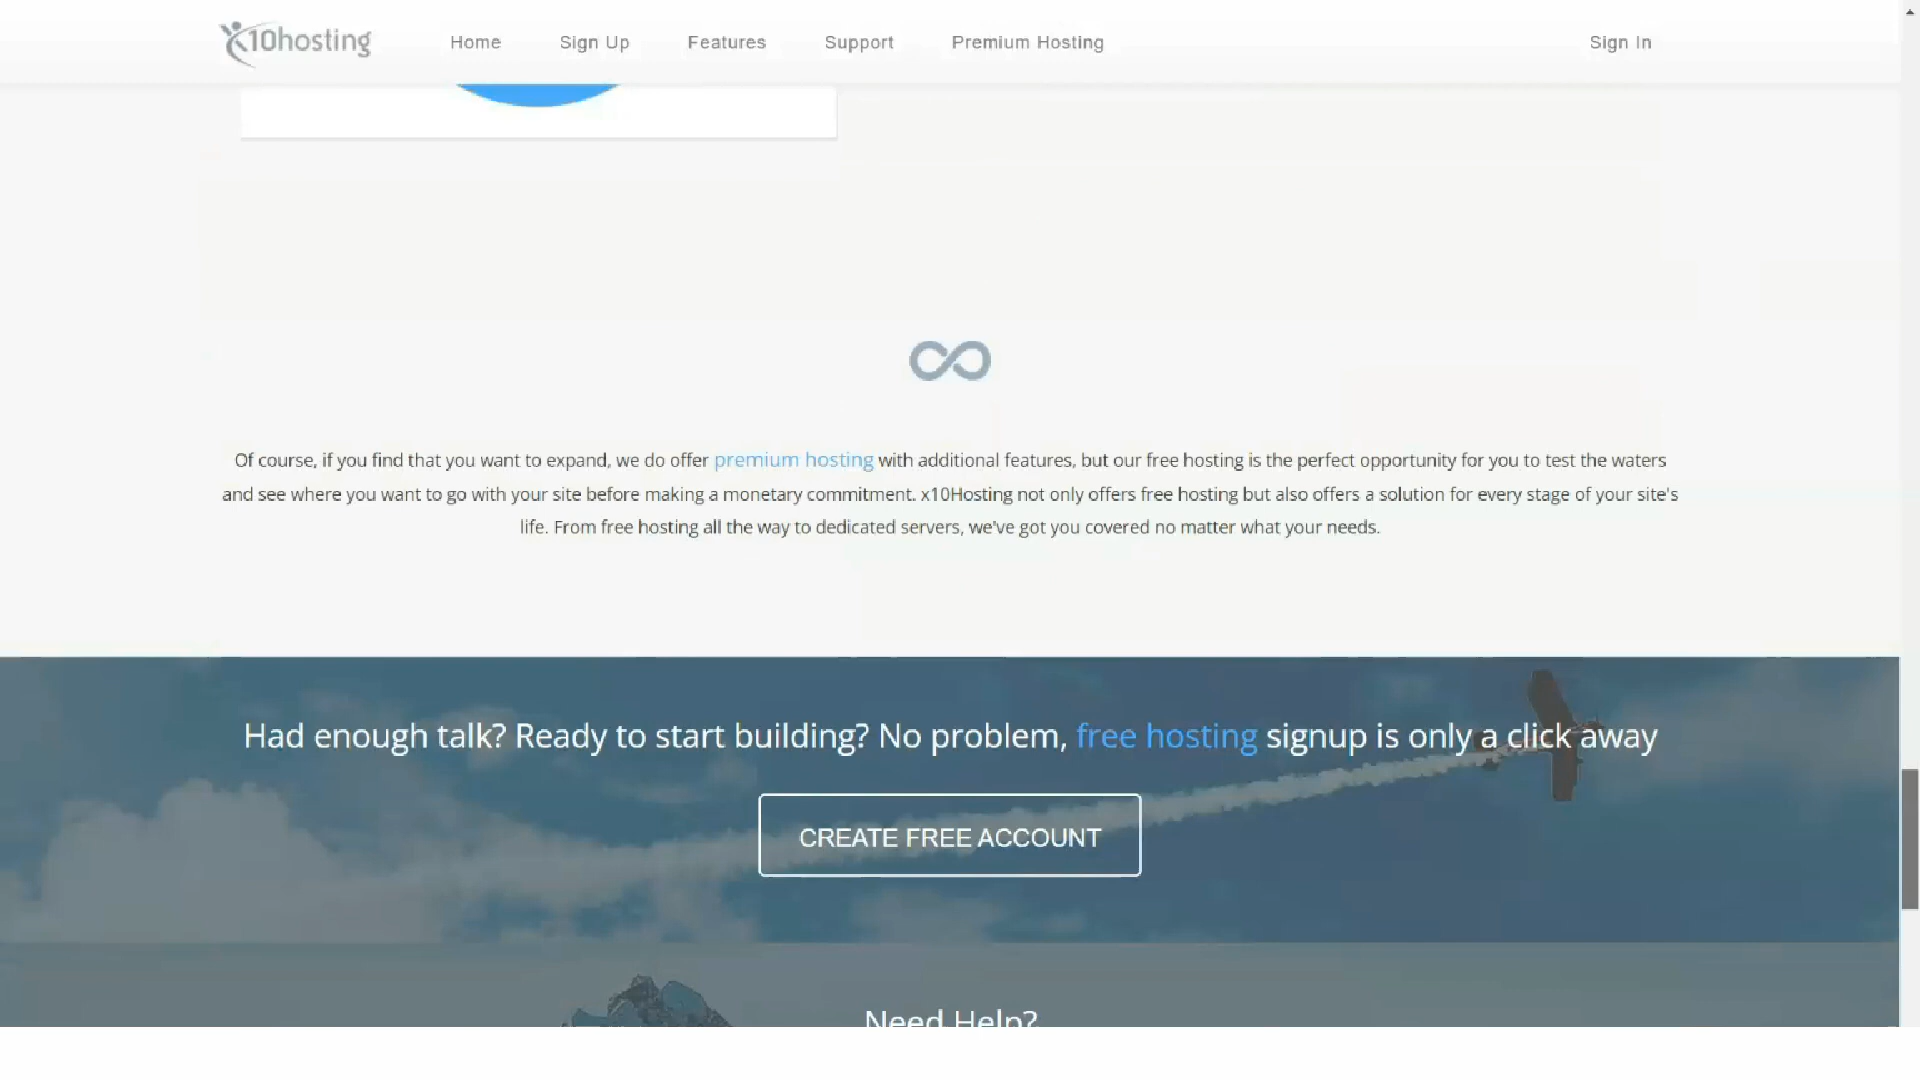 x10hosting
Home
Sign Up
Features
Support
Premium Hosting
Sign In
Of course, if you find that you want to expand, we do offer premium hosting with additional features, but our free hosting is the perfect opportunity for you to test the waters
and see where you want to go with your site before making a monetary commitment. x10Hosting not only offers free hosting but also offers a solution for every stage of your site's
life. From free hosting all the way to dedicated servers, we've got you covered no matter what your needs.
Had enough talk? Ready to start building? No problem, free hosting signup is only a click away
CREATE FREE ACCOUNT
Need Help?